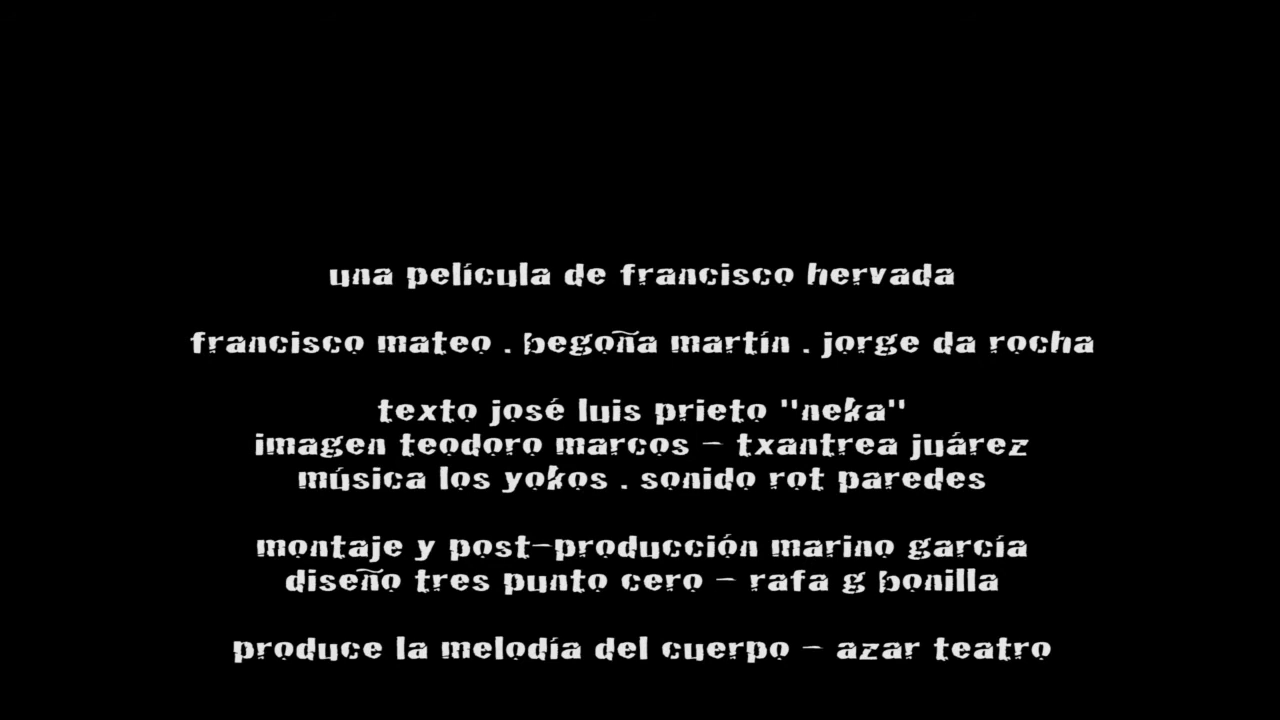 una película de francisco hervada
francisco mateo . begoña martín . jorge da rocha
texto josé luis prieto "neka"
imagen teodoro marcos - txantrea juárez
música los yokos . sonido rot paredes
montaje y post-producción marino garcía
diseño tres punto cero - rafa g bonilla
produce la melodía del cuerpo - azar teatro